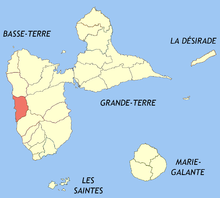 BASSE-TERRE
LA DÉSIRADE
GRANDE-TERRE
LES
SAINTES
MARIE-
GALANTE